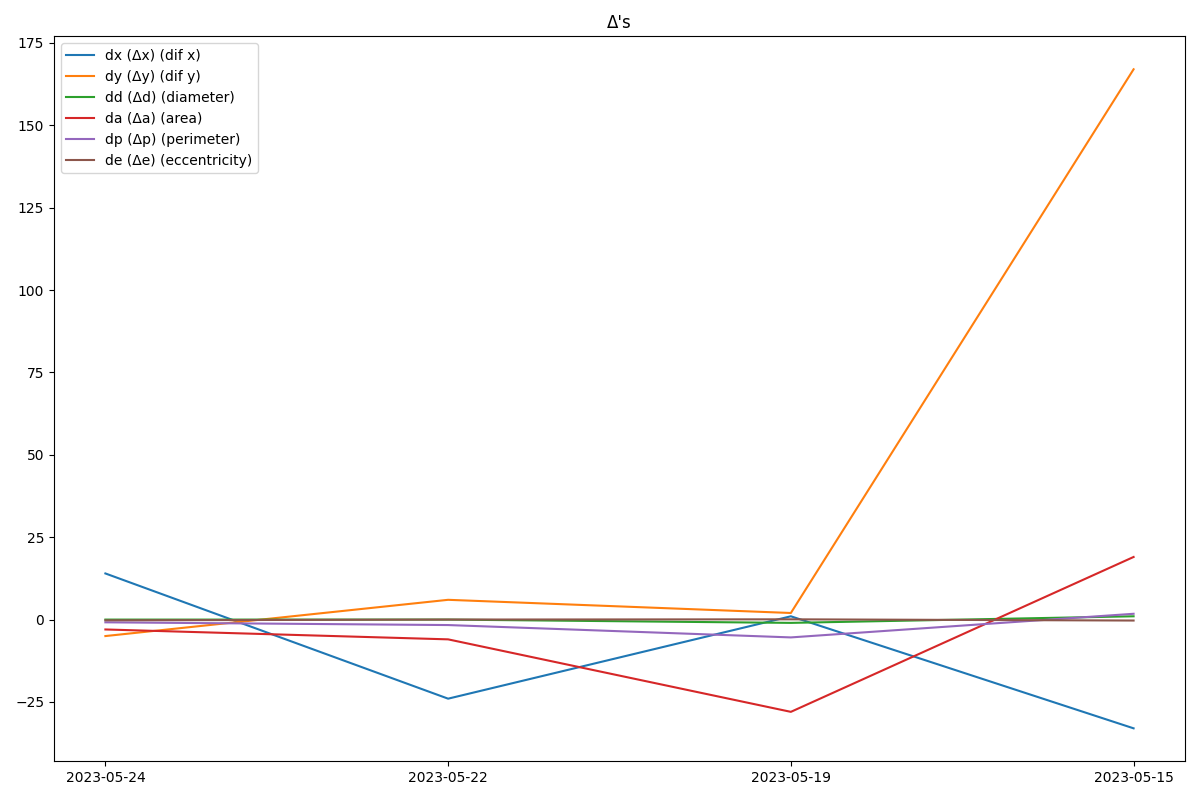 Δ's
175
150
125
100
75
50
25
0
−25
dx (Δx) (dif x)
dy (Δy) (dif y)
dd (Δd) (diameter)
da (Δa) (area)
dp (Δp) (perimeter)
de (Δe) (eccentricity)
2023-05-24
2023-05-22
2023-05-19
2023-05-15